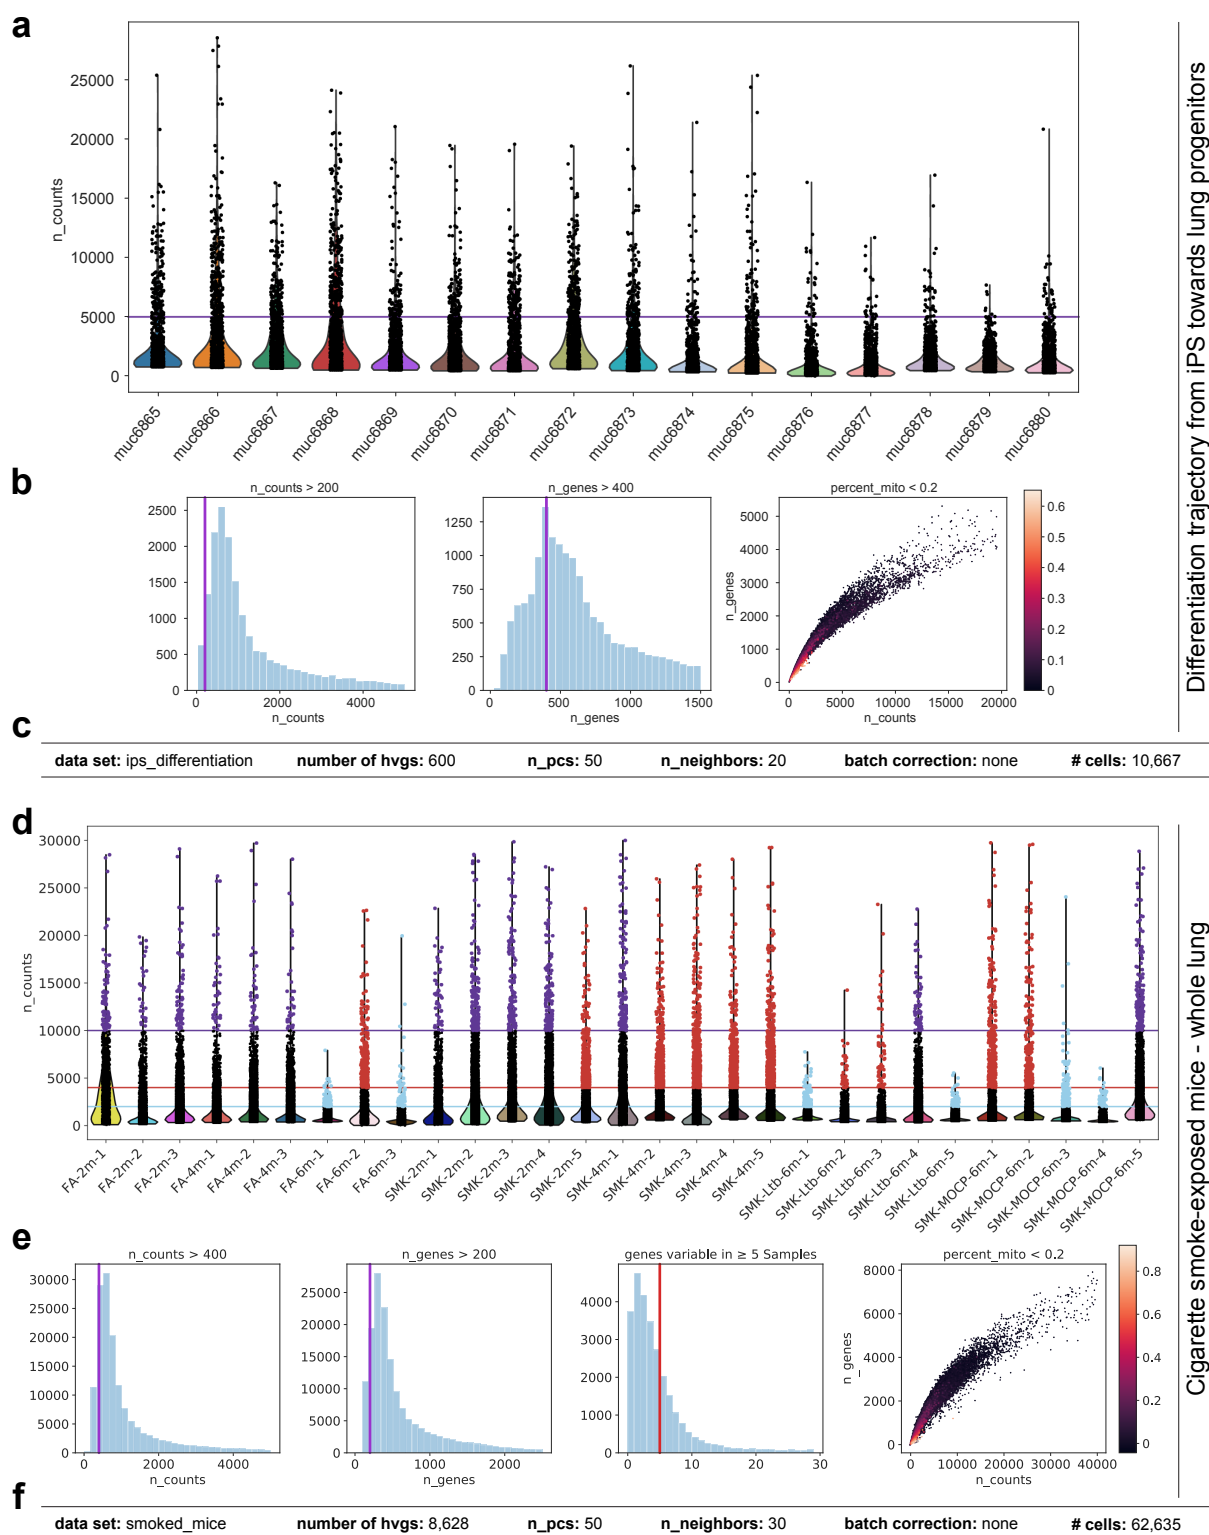 a
n_counts
25000
20000
15000
10000
5000
0
muc6865
muc6866
muc6867
muc6868
muc6869
muc6870
muc6871
muc6872
muc6873
muc6874
muc6875
muc6876
muc6877
muc6878
muc6879
muc6880
Differentiation trajectory from iPS towards lung progenitors
b
n_counts > 200
2500
2000
1500
1000
500
0
0 2000 4000
n_counts
n_genes > 400
1250
1000
750
500
250
0
0 500 1000 1500
n_genes
percent_mito < 0.2
n_genes
5000
4000
3000
2000
1000
0
0 5000 10000 15000 20000
n_counts
0.6
0.5
0.4
0.3
0.2
0.1
0
c
data set: ips_differentiation number of hvgs: 600 n_pcs: 50 n_neighbors: 20 batch correction: none # cells: 10,667
d
n_counts
30000
25000
20000
15000
10000
5000
0
FA-2m-1
FA-2m-2
FA-2m-3
FA-4m-1
FA-4m-2
FA-4m-3
FA-6m-1
FA-6m-2
FA-6m-3
SMK-2m-1
SMK-2m-2
SMK-2m-3
SMK-2m-4
SMK-2m-5
SMK-4m-1
SMK-4m-2
SMK-4m-3
SMK-4m-4
SMK-4m-5
SMK-Ltb-6m-1
SMK-Ltb-6m-2
SMK-Ltb-6m-3
SMK-Ltb-6m-4
SMK-Ltb-6m-5
SMK-MOCP-6m-1
SMK-MOCP-6m-2
SMK-MOCP-6m-3
SMK-MOCP-6m-4
SMK-MOCP-6m-5
Cigarette smoke-exposed mice - whole lung
e
n_counts > 400
30000
25000
20000
15000
10000
5000
0
0 2000 4000
n_counts
n_genes > 200
25000
20000
15000
10000
5000
0
0 1000 2000
n_genes
genes variable in ≥ 5 Samples
4000
3000
2000
1000
0
0 10 20 30
percent_mito < 0.2
n_genes
8000
6000
4000
2000
0
0 10000 20000 30000 40000
n_counts
0.8
0.6
0.4
0.2
0
f
data set: smoked_mice number of hvgs: 8,628 n_pcs: 50 n_neighbors: 30 batch correction: none # cells: 62,635